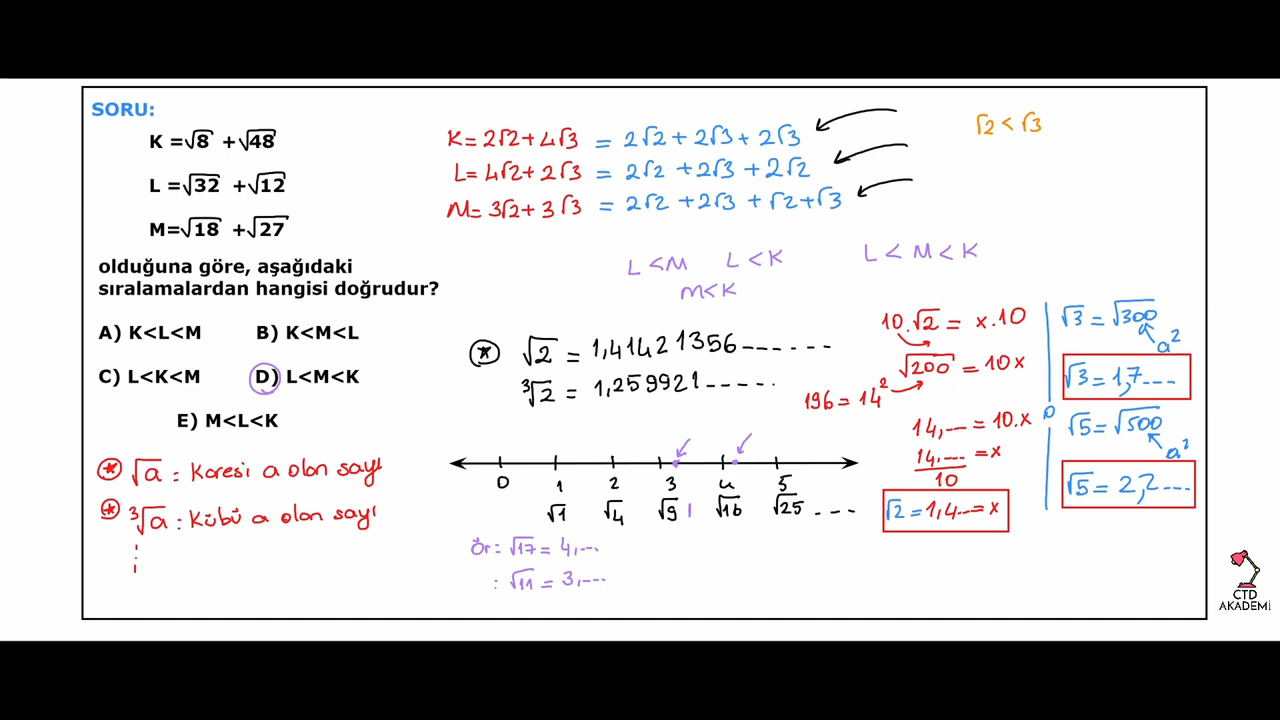 SORU:
K =√8 +√48
L =√32 +√12
M=√18 +√27
olduğuna göre, aşağıdaki
sıralamalardan hangisi doğrudur?
A) K<L<M B) K<M<L
C) L<K<M D) L<M<K
E) M<L<K
* √a : Karesi a olan sayı
* ³√a : Kübü a olan sayı
K = 2√2 + 4√3 = 2√2 + 2√3 + 2√3
L = 4√2 + 2√3 = 2√2 + 2√3 + 2√2
M = 3√2 + 3√3 = 2√2 + 2√3 + √2 + √3
√2 < √3
L < M L < K L < M < K
M < K
* √2 = 1,41421356......
³√2 = 1,259921.....
0 1 2 3 4 5
√1 √4 √9 √16 √25 ....
Ör: √17 = 4,...
: √11 = 3,...
10.√2 = x.10
√200 = 10x
196 = 14²
14,... = 10.x
14,.... = x
10
√2 = 1,4... = x
√3 = √300
a²
√3 = 1,7....
√5 = √500
a²
√5 = 2,2....
CTD
AKADEMİ